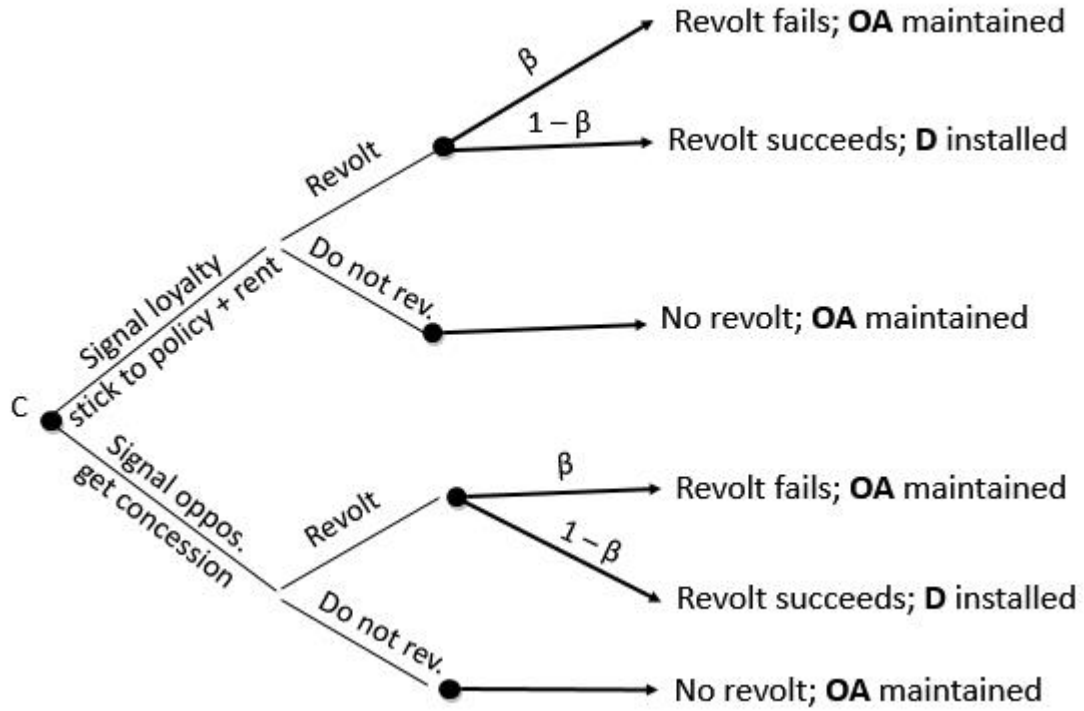 Revolt fails; OA maintained
β
1 – β
Revolt succeeds; D installed
Revolt
Do not rev.
No revolt; OA maintained
Signal loyalty
stick to policy + rent
C
Signal oppos.
get concession
Revolt
β
Revolt fails; OA maintained
1 – β
Revolt succeeds; D installed
Do not rev.
No revolt; OA maintained